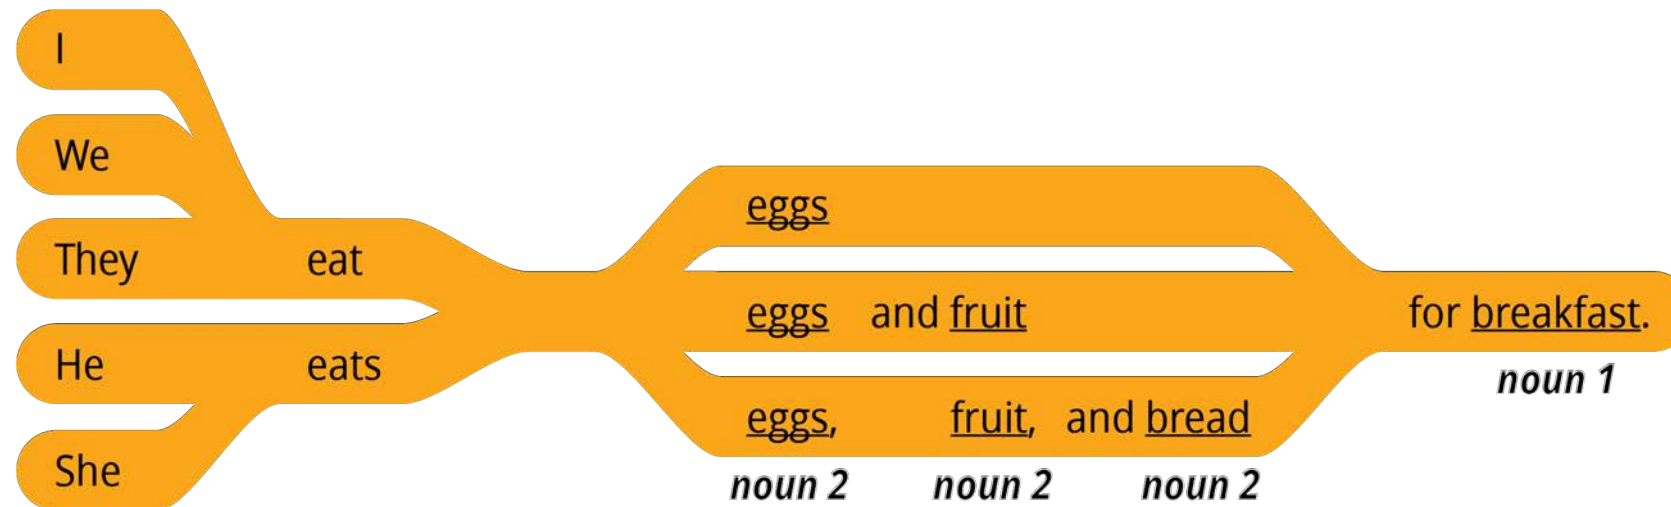 I
We
eggs
They eat
eggs and fruit for breakfast.
He eats
noun 1
eggs, fruit, and bread
She
noun 2 noun 2 noun 2